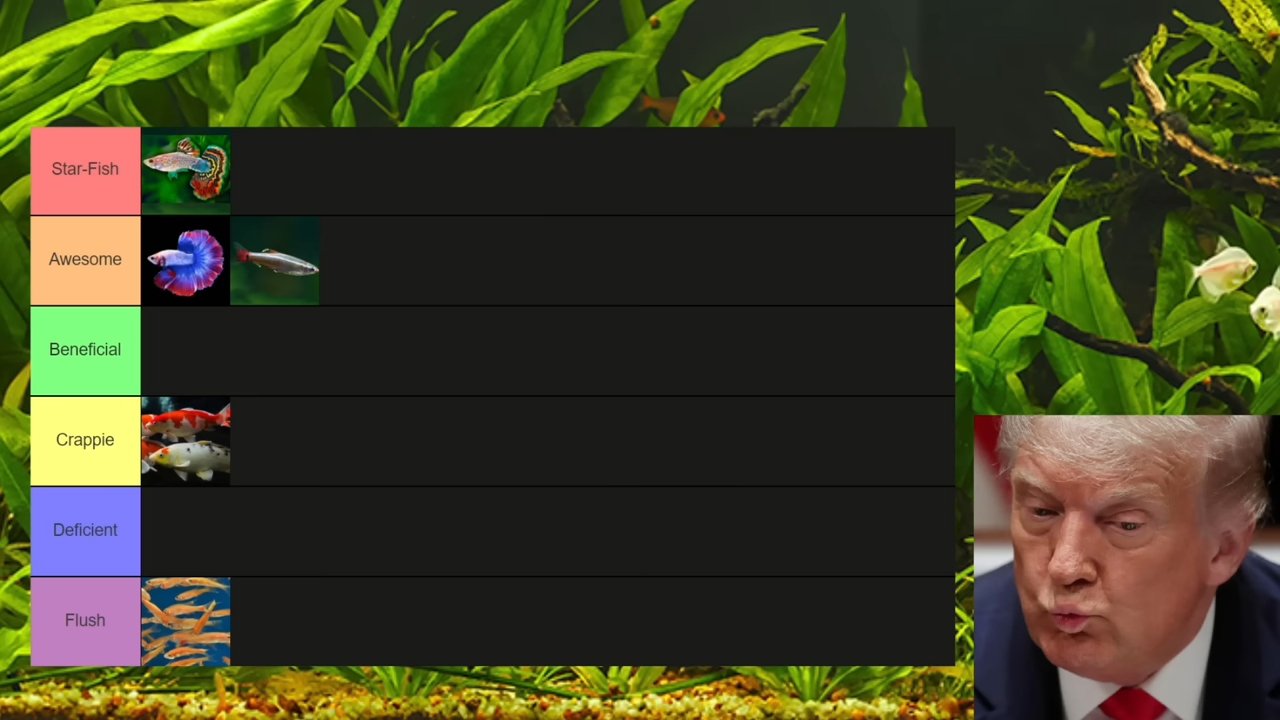 Star-Fish
Awesome
Beneficial
Crappie
Deficient
Flush